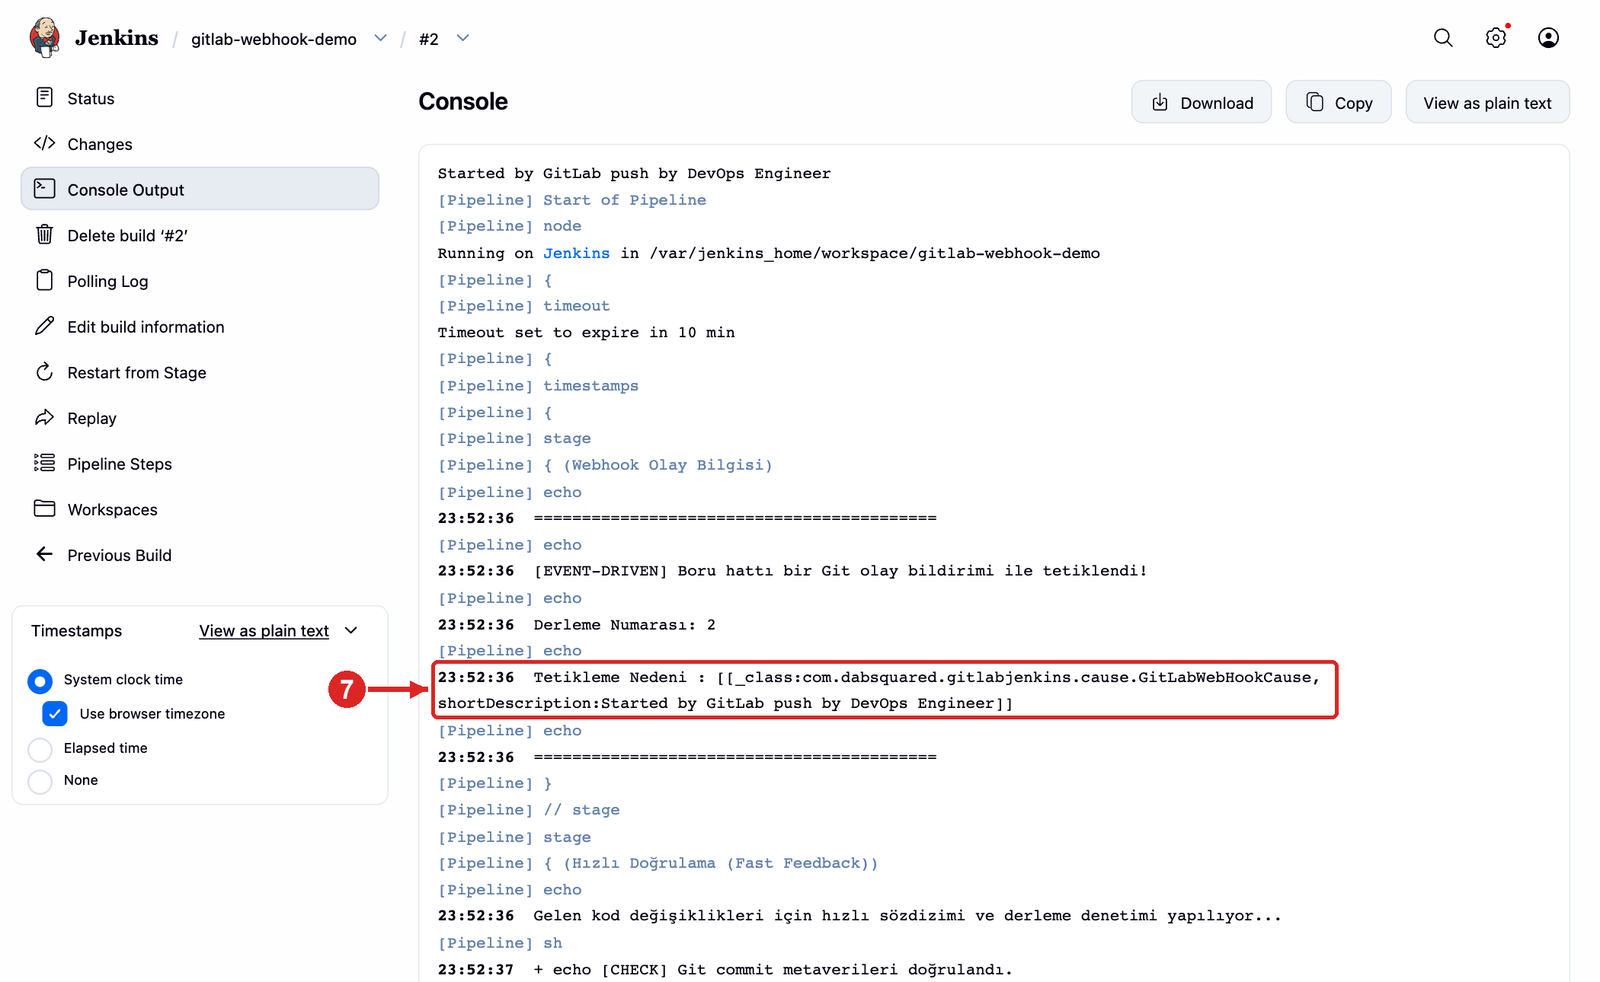 Jenkins / gitlab-webhook-demo / #2
Status
Changes
Console Output
Delete build ‘#2’
Polling Log
Edit build information
Restart from Stage
Replay
Pipeline Steps
Workspaces
Previous Build
Timestamps View as plain text
System clock time
Use browser timezone
Elapsed time
None
7
Console
Download
Copy
View as plain text
Started by GitLab push by DevOps Engineer
[Pipeline] Start of Pipeline
[Pipeline] node
Running on Jenkins in /var/jenkins_home/workspace/gitlab-webhook-demo
[Pipeline] {
[Pipeline] timeout
Timeout set to expire in 10 min
[Pipeline] {
[Pipeline] timestamps
[Pipeline] {
[Pipeline] stage
[Pipeline] { (Webhook Olay Bilgisi)
[Pipeline] echo
23:52:36 ==========================================
[Pipeline] echo
23:52:36 [EVENT-DRIVEN] Boru hattı bir Git olay bildirimi ile tetiklendi!
[Pipeline] echo
23:52:36 Derleme Numarası: 2
[Pipeline] echo
23:52:36 Tetikleme Nedeni : [[_class:com.dabsquared.gitlabjenkins.cause.GitLabWebHookCause,
shortDescription:Started by GitLab push by DevOps Engineer]]
[Pipeline] echo
23:52:36 ==========================================
[Pipeline] }
[Pipeline] // stage
[Pipeline] stage
[Pipeline] { (Hızlı Doğrulama (Fast Feedback))
[Pipeline] echo
23:52:36 Gelen kod değişiklikleri için hızlı sözdizimi ve derleme denetimi yapılıyor...
[Pipeline] sh
23:52:37 + echo [CHECK] Git commit metaverileri doğrulandı.